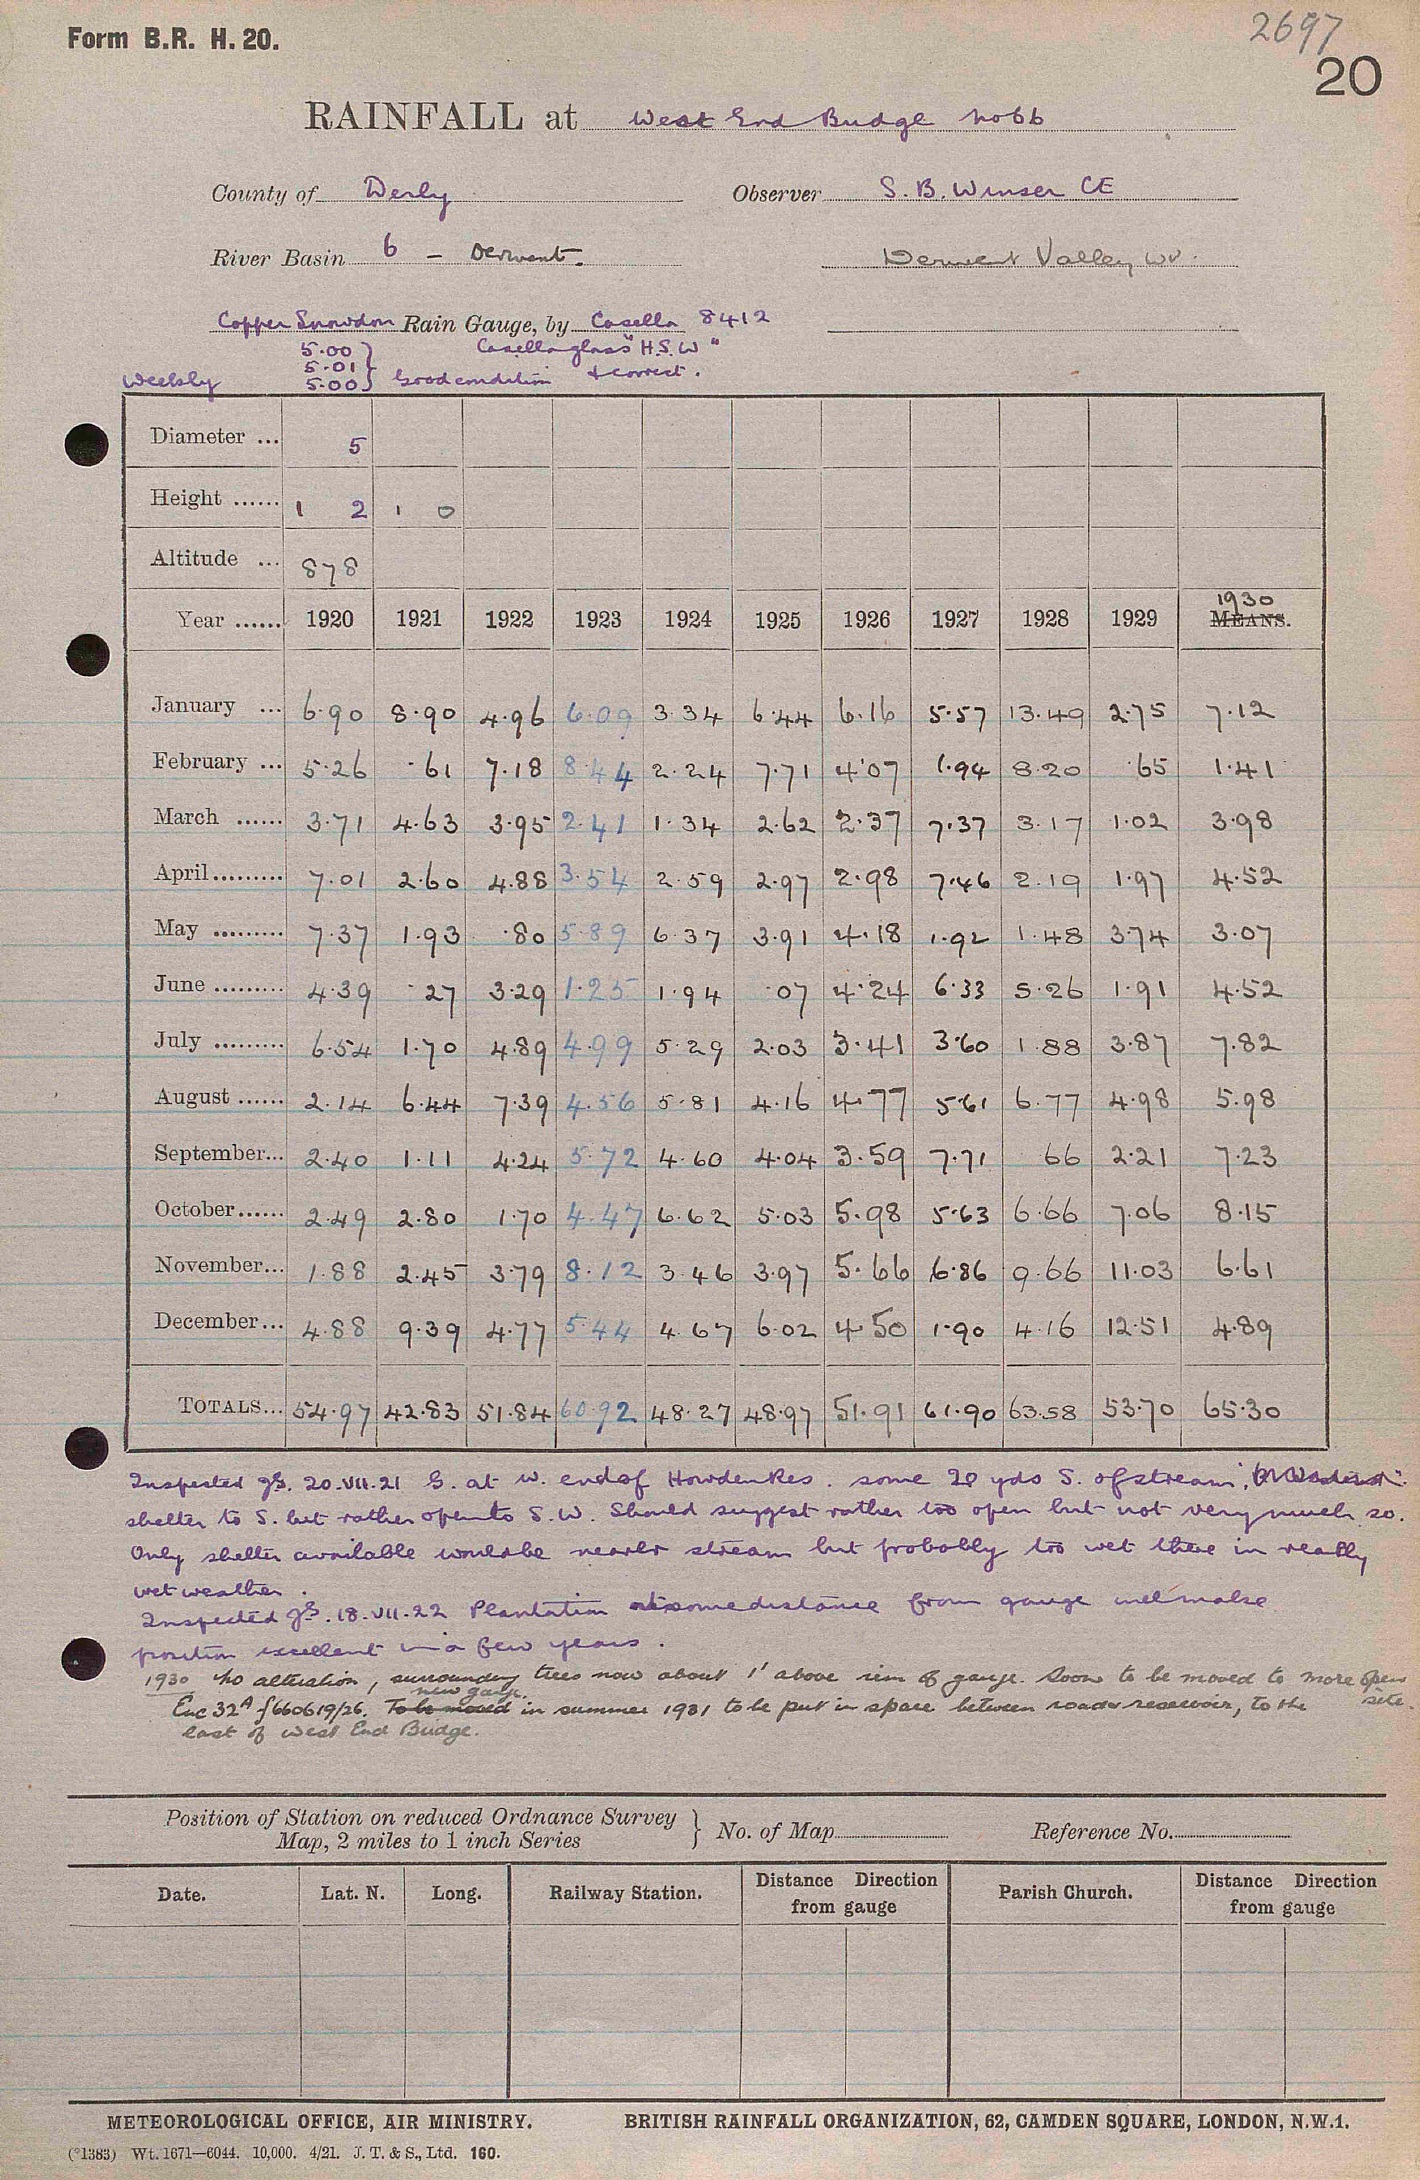 Form B.R. H. 20.
2697
20
RAINFALL at West End Budge No 6b
County of Derby Observer S. B. Winser CE
River Basin 6 - Derwent. Derwent Valley
Copper Snowdon Rain Gauge, by Casella 8412
5.00 } Casella glass "H.S.W"
5.01
Weekly 5.00 } Good condition & correct.
Diameter ... 5
Height ...... 1 2 1 0
Altitude ... 878
1930
Year ...... 1920 1921 1922 1923 1924 1925 1926 1927 1928 1929 MEANS.
January ... 6.90 8.90 4.96 6.09 3.34 6.44 6.16 5.57 13.49 2.75 7.12
February ... 5.26 .61 7.18 8.44 2.24 7.71 4.07 1.94 8.20 .65 1.41
March ...... 3.71 4.63 3.95 2.41 1.34 2.62 2.37 7.37 3.17 1.02 3.98
April......... 7.01 2.60 4.88 3.54 2.59 2.97 2.98 7.46 2.19 1.97 4.52
May ......... 7.37 1.93 .80 5.89 6.37 3.91 4.18 1.92 1.48 3.74 3.07
June ......... 4.39 .27 3.29 1.25 1.94 .07 4.24 6.33 5.26 1.91 4.52
July ......... 6.54 1.70 4.89 4.99 5.29 2.03 3.41 3.60 1.88 3.87 7.82
August ...... 2.14 6.44 7.39 4.56 5.81 4.16 4.77 5.61 6.77 4.98 5.98
September... 2.40 1.11 4.24 5.72 4.60 4.04 3.59 7.71 66 2.21 7.23
October...... 2.49 2.80 1.70 4.47 6.62 5.03 5.98 5.63 6.66 7.06 8.15
November... 1.88 2.45 3.79 8.12 3.46 3.97 5.66 6.86 9.66 11.03 6.61
December... 4.88 9.39 4.77 5.44 4.67 6.02 4.50 1.90 4.16 12.51 4.89
TOTALS... 54.97 42.83 51.84 60.92 48.27 48.97 51.91 61.90 63.58 53.70 65.30
Inspected 20.VII.21 G. at W. end of Howden Res. some 20 yds S. of stream,
shelter to S. but rather open to S.W. Should suggest rather too open but not very much so.
Only shelter available would be nearer stream but probably too wet there in really
wet weather.
Inspected 18.VII.22 Plantation at some distance from gauge will make
position excellent in a few years.
1930 No alteration, surrounding trees now about 1' above rim of gauge. Soon to be moved to more open site.
new gauge
Enc 32A f 660619/26. To be moved in summer 1931 to be put in space between road & reservoir, to the
East of West End Budge.
Position of Station on reduced Ordnance Survey
Map, 2 miles to 1 inch Series } No. of Map Reference No.
Date. Lat. N. Long. Railway Station. Distance from gauge Direction Parish Church. Distance from gauge Direction
METEOROLOGICAL OFFICE, AIR MINISTRY. BRITISH RAINFALL ORGANIZATION, 62, CAMDEN SQUARE, LONDON, N.W.1.
(*1383) Wt. 1671—6044. 10,000. 4/21. J. T. & S., Ltd. 160.